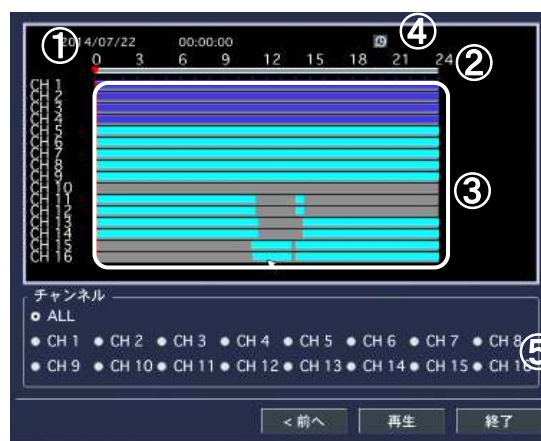 ① 2014/07/22 00:00:00 ④
0 3 6 9 12 15 18 21 24 ②
CH 1
CH 2
CH 3
CH 4
CH 5
CH 6
CH 7
CH 8
CH 9
CH 10
CH 11
CH 12
CH 13
CH 14
CH 15
CH 16
③
チャンネル
ALL
CH 1 CH 2 CH 3 CH 4 CH 5 CH 6 CH 7 CH 8
CH 9 CH 10 CH 11 CH 12 CH 13 CH 14 CH 15 CH 16
⑤
<前へ 再生 終了